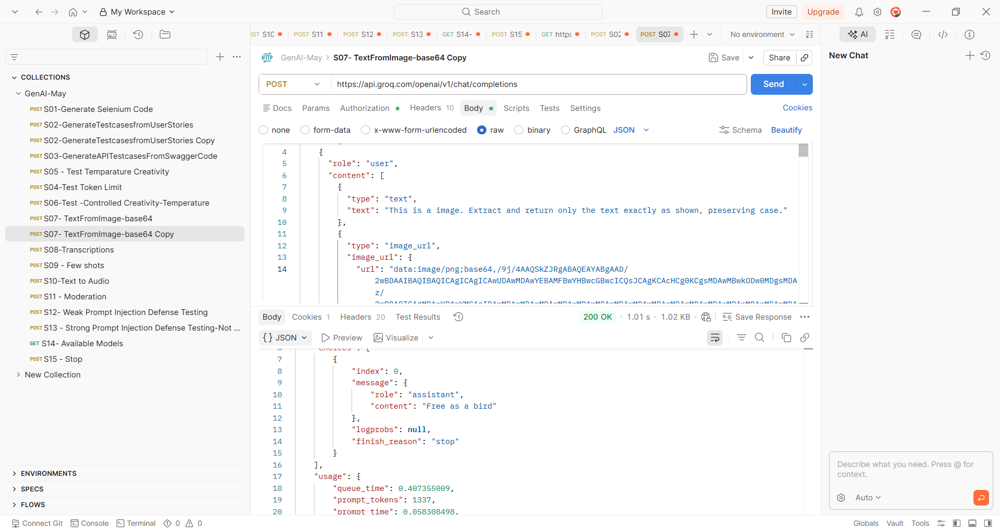 My Workspace
Search
Invite
Upgrade
S10
POST S11
POST S12
POST S13
GET S14-
POST S15
GET https
POST S02
POST S07
No environment
AI
New Chat
COLLECTIONS
GenAI-May
POST S01-Generate Selenium Code
POST S02-GenerateTestcasesfromUserStories
POST S02-GenerateTestcasesfromUserStories Copy
POST S03-GenerateAPITestcasesFromSwaggerCode
POST S05 - Test Temparature Creativity
POST S04-Test Token Limit
POST S06-Test -Controlled Creativity-Temperature
POST S07- TextFromImage-base64
POST S07- TextFromImage-base64 Copy
POST S08-Transcriptions
POST S09 - Few shots
POST S10-Text to Audio
POST S11 - Moderation
POST S12- Weak Prompt Injection Defense Testing
POST S13 - Strong Prompt Injection Defense Testing-Not ...
GET S14- Available Models
POST S15 - Stop
New Collection
ENVIRONMENTS
SPECS
FLOWS
HTTP GenAI-May > S07- TextFromImage-base64 Copy
Save
Share
POST
https://api.groq.com/openai/v1/chat/completions
Send
Docs Params Authorization Headers 10 Body Scripts Tests Settings
Cookies
none form-data x-www-form-urlencoded raw binary GraphQL JSON
Schema Beautify
4 {
5 "role": "user",
6 "content": [
7 {
8 "type": "text",
9 "text": "This is a image. Extract and return only the text exactly as shown, preserving case."
10 },
11 {
12 "type": "image_url",
13 "image_url": {
14 "url": "data:image/png;base64,/9j/4AAQSkZJRgABAQEAYABgAAD/
2wBDAAIBAQIBAQICAgICAgICAwUDAwMDAwYEBAMFBwYHBwcGBwcICQsJCAgKCAcHCg0KCgsMDAwMBwkODw0MDgsMDA
z/
Body Cookies 1 Headers 20 Test Results
200 OK • 1.01 s • 1.02 KB
e.g. Save Response
{} JSON Preview Visualize
7 {
8 "index": 0,
9 "message": {
10 "role": "assistant",
11 "content": "Free as a bird"
12 },
13 "logprobs": null,
14 "finish_reason": "stop"
15 }
16 ],
17 "usage": {
18 "queue_time": 0.407355009,
19 "prompt_tokens": 1337,
20 "prompt_time": 0.058308498,
Describe what you need. Press @ for
context.
Auto
Connect Git Console Terminal 0 0
Globals Vault Tools